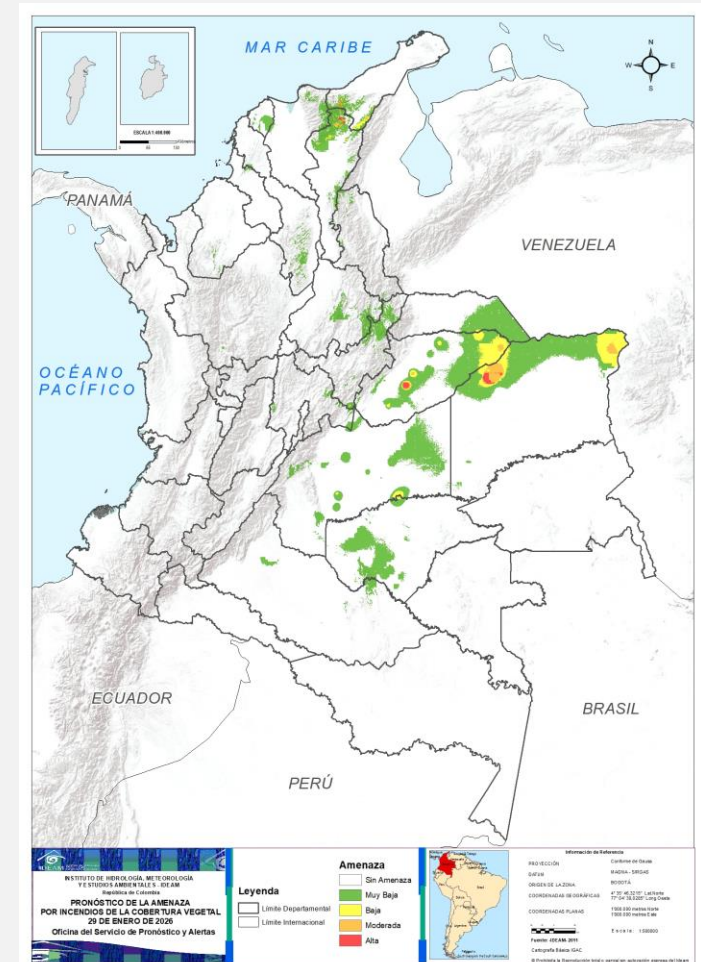 MAR CARIBE
N
W
E
S
PANAMÁ
VENEZUELA
OCÉANO
PACÍFICO
ECUADOR
BRASIL
PERÚ
INSTITUTO DE HIDROLOGÍA, METEOROLOGÍA
Y ESTUDIOS AMBIENTALES - IDEAM
República de Colombia
PRONÓSTICO DE LA AMENAZA
POR INCENDIOS DE LA COBERTURA VEGETAL
29 DE ENERO DE 2026
Oficina del Servicio de Pronóstico y Alertas
Leyenda
Límite Departamental
Límite Internacional
Amenaza
Sin Amenaza
Muy Baja
Baja
Moderada
Alta
Información de Referencia
PROYECCIÓN
Conforme de Gauss
DATUM
MAGNA - SIRGAS
ORIGEN DE LA ZONA
BOGOTÁ
COORDENADAS GEOGRÁFICAS
COORDENADAS PLANAS
1'000.000 metros Norte
1'000.000 metros Este
Fuente: IDEAM
Cartografía Básica IGAC